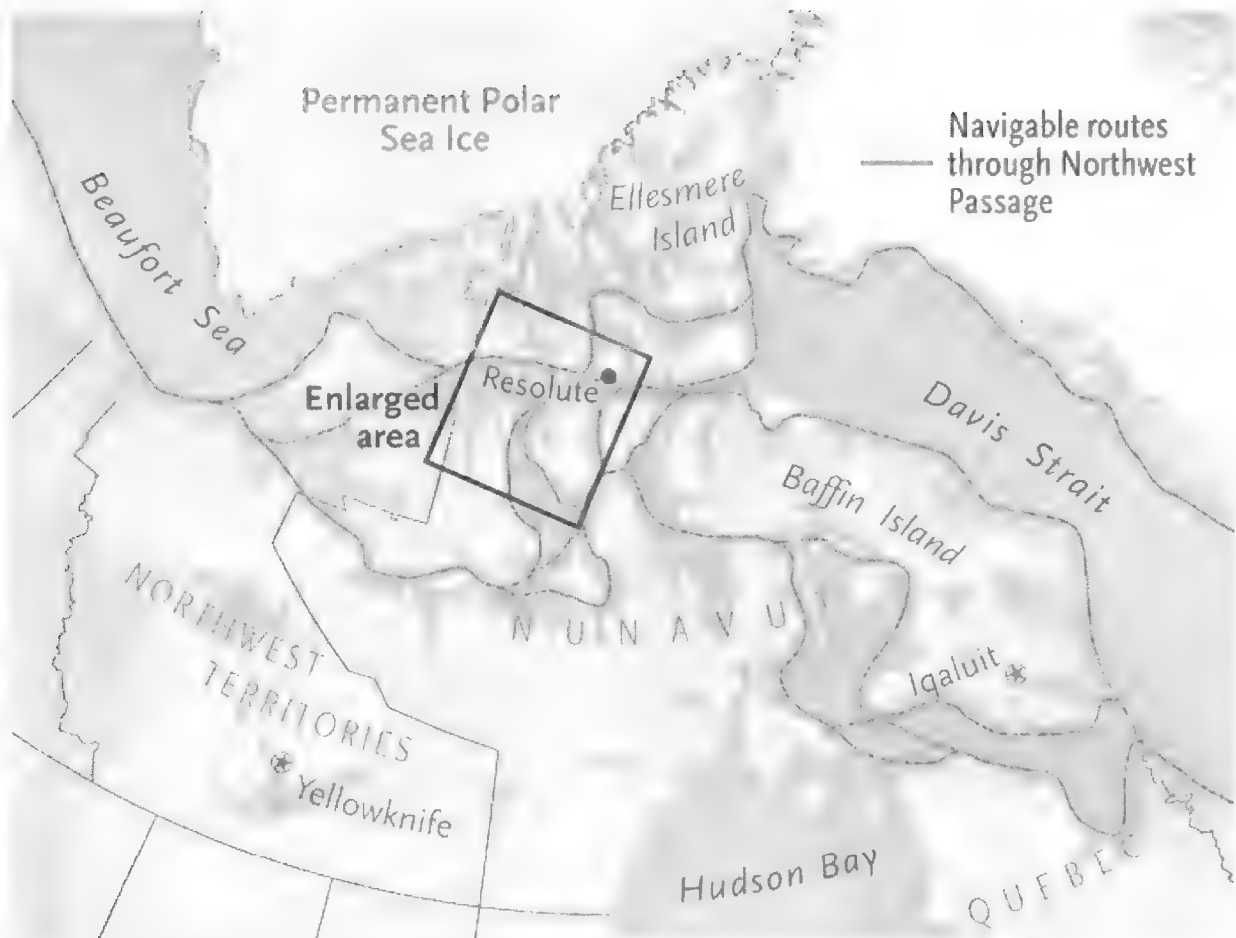 Permanent Polar
Sea Ice
Navigable routes
through Northwest
Passage
Beaufort Sea
Ellesmere
Island
Enlarged
area
Resolute
Davis Strait
Baffin Island
NORTHWEST
TERRITORIES
NUNAVU
Iqaluit
Yellowknife
Hudson Bay
QUEBEC